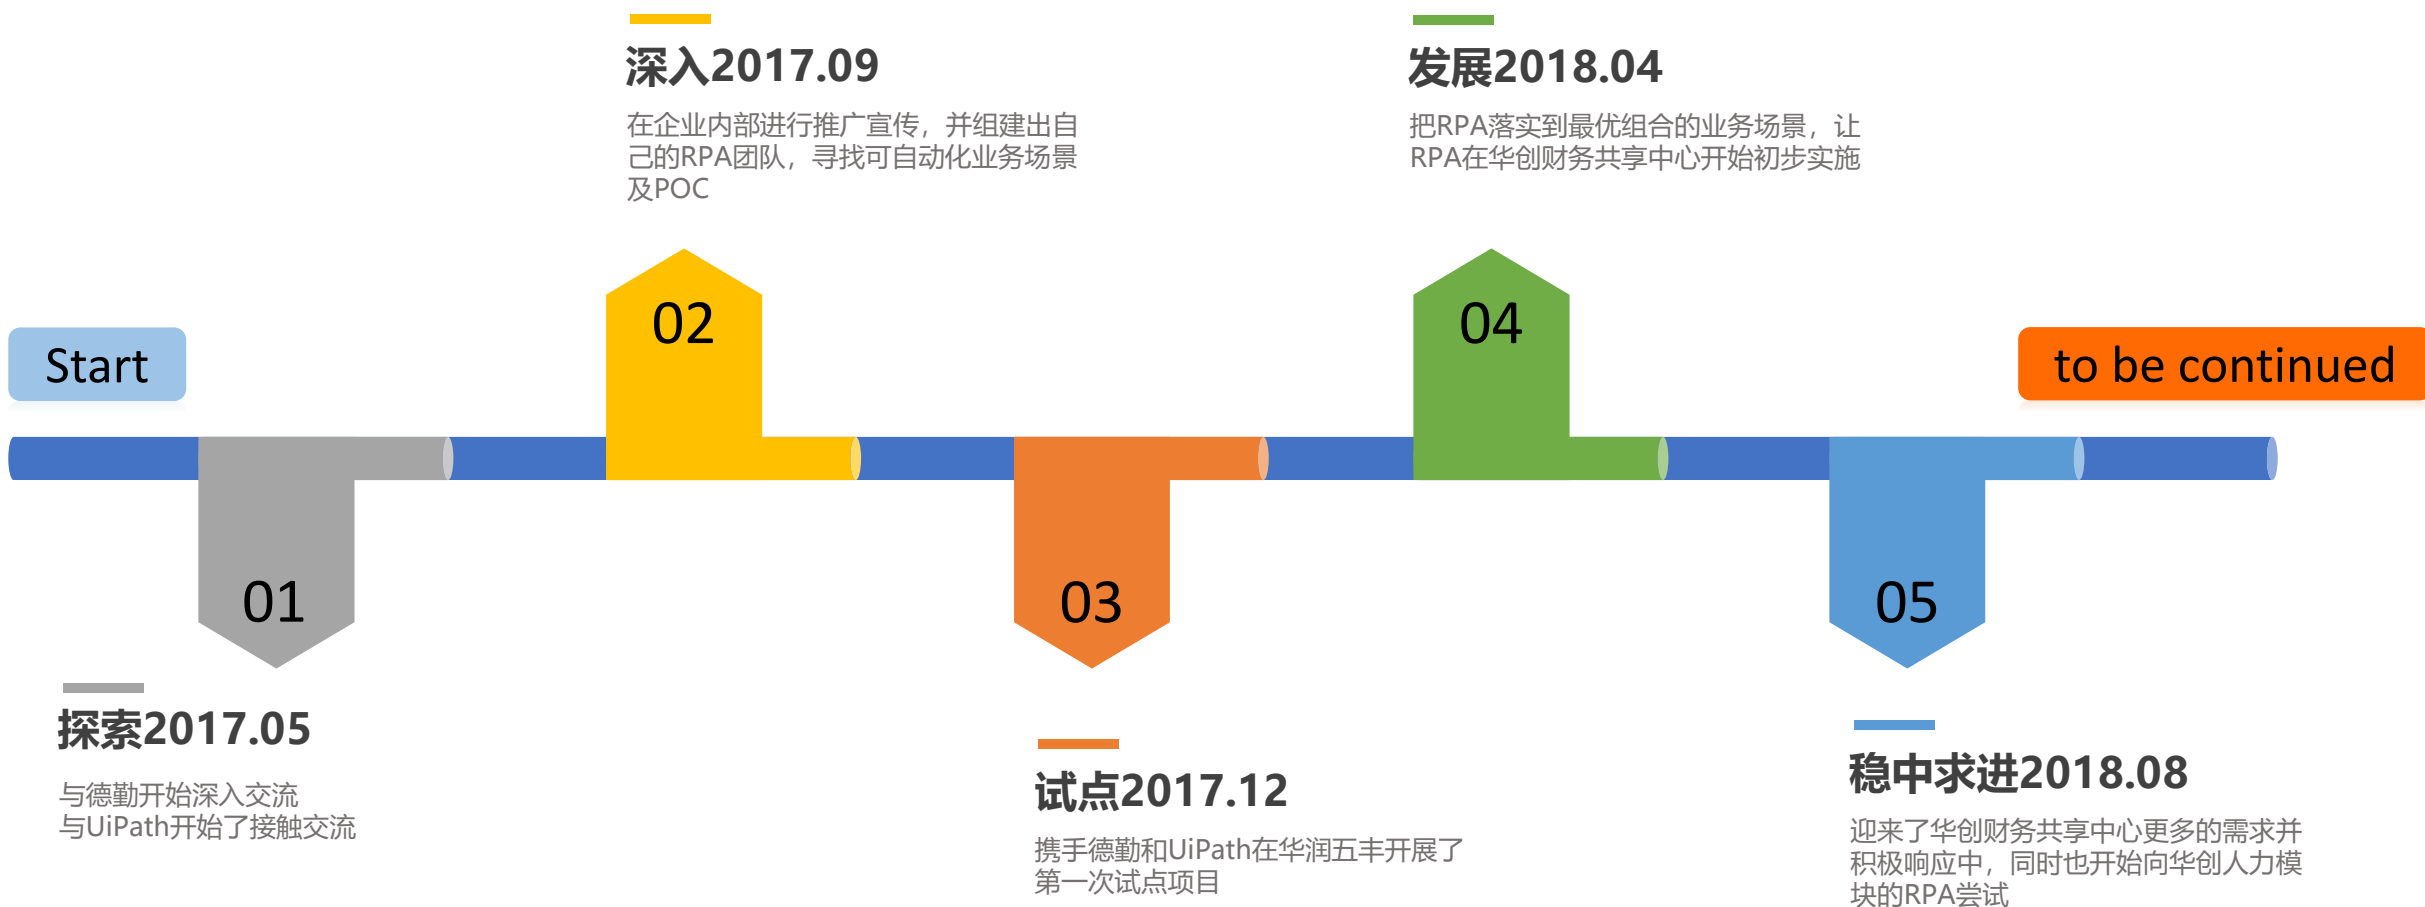 深入2017.09
在企业内部进行推广宣传，并组建出自
己的RPA团队，寻找可自动化业务场景
及POC
发展2018.04
把RPA落实到最优组合的业务场景，让
RPA在华创财务共享中心开始初步实施
Start
02
04
to be continued
01
03
05
探索2017.05
与德勤开始深入交流
与UiPath开始了接触交流
试点2017.12
携手德勤和UiPath在华润五丰开展了
第一次试点项目
稳中求进2018.08
迎来了华创财务共享中心更多的需求并
积极响应中，同时也开始向华创人力模
块的RPA尝试